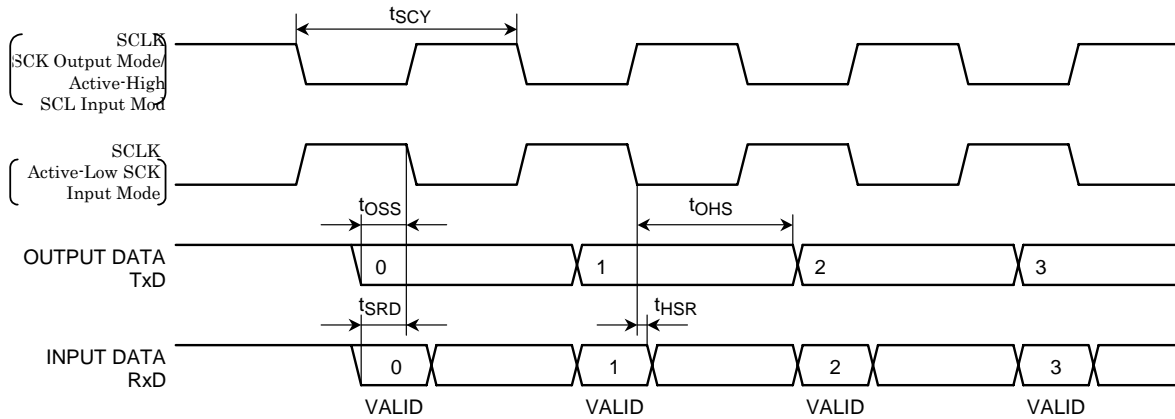 tSCY
SCLK
SCK Output Mode/
Active-High
SCL Input Mod
SCLK
Active-Low SCK
Input Mode
tOSS
tOHS
OUTPUT DATA
TxD
0
1
2
3
tSRD
tHSR
INPUT DATA
RxD
0
1
2
3
VALID
VALID
VALID
VALID